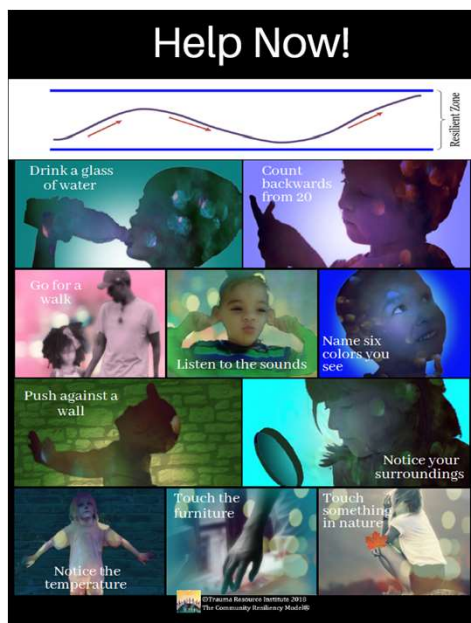 Help Now!
Resilient Zone
Drink a glass
of water
Count
backwards
from 20
Go for a
walk
Listen to the sounds
Name six
colors you
see
Push against a
wall
Notice your
surroundings
Notice the
temperature
Touch the
furniture
Touch
something
in nature
©Trauma Resource Institute 2016
The Community Resiliency Model®